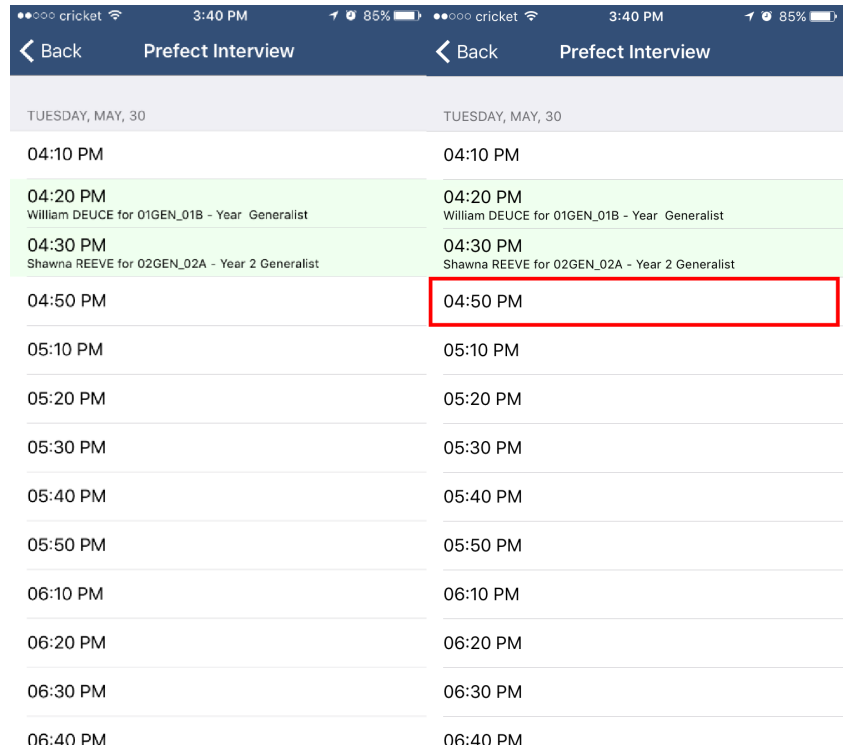 cricket 3:40 PM 85%
Back Prefect Interview
TUESDAY, MAY, 30
04:10 PM
04:20 PM
William DEUCE for 01GEN_01B - Year  Generalist
04:30 PM
Shawna REEVE for 02GEN_02A - Year 2 Generalist
04:50 PM
05:10 PM
05:20 PM
05:30 PM
05:40 PM
05:50 PM
06:10 PM
06:20 PM
06:30 PM
06:40 PM
cricket 3:40 PM 85%
Back Prefect Interview
TUESDAY, MAY, 30
04:10 PM
04:20 PM
William DEUCE for 01GEN_01B - Year  Generalist
04:30 PM
Shawna REEVE for 02GEN_02A - Year 2 Generalist
04:50 PM
05:10 PM
05:20 PM
05:30 PM
05:40 PM
05:50 PM
06:10 PM
06:20 PM
06:30 PM
06:40 PM